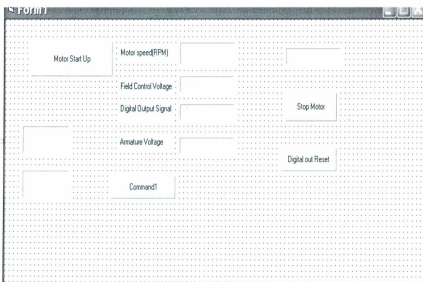 Form1
Motor Start Up
Motor speed(RPM)
Field Control Voltage
Digital Output Signal
Stop Motor
Armature Voltage
Digital out Reset
Command1